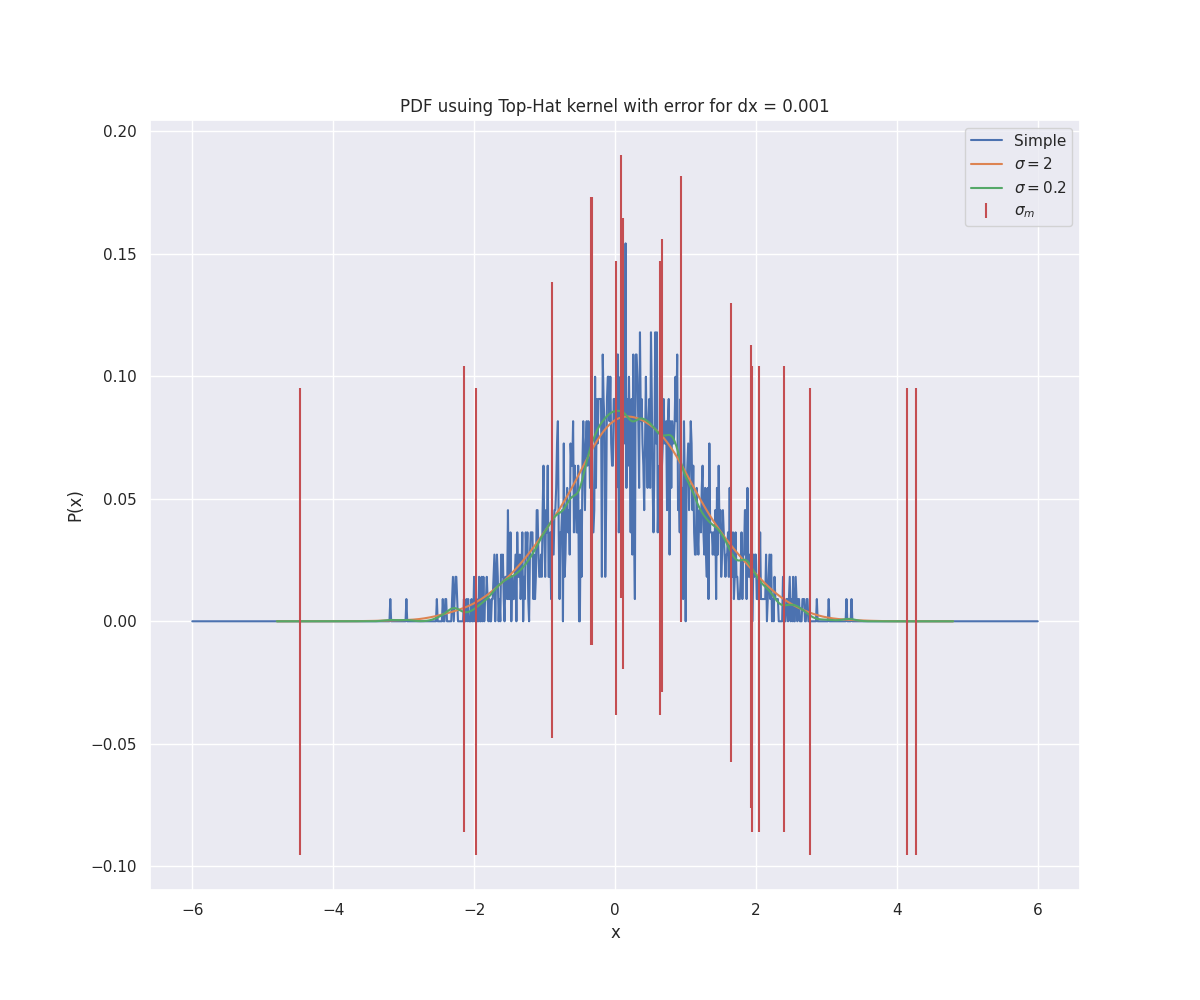 PDF usuing Top-Hat kernel with error for dx = 0.001
Simple
σ = 2
σ = 0.2
σₘ
P(x)
0.20
0.15
0.10
0.05
0.00
−0.05
−0.10
−6
−4
−2
0
2
4
6
x